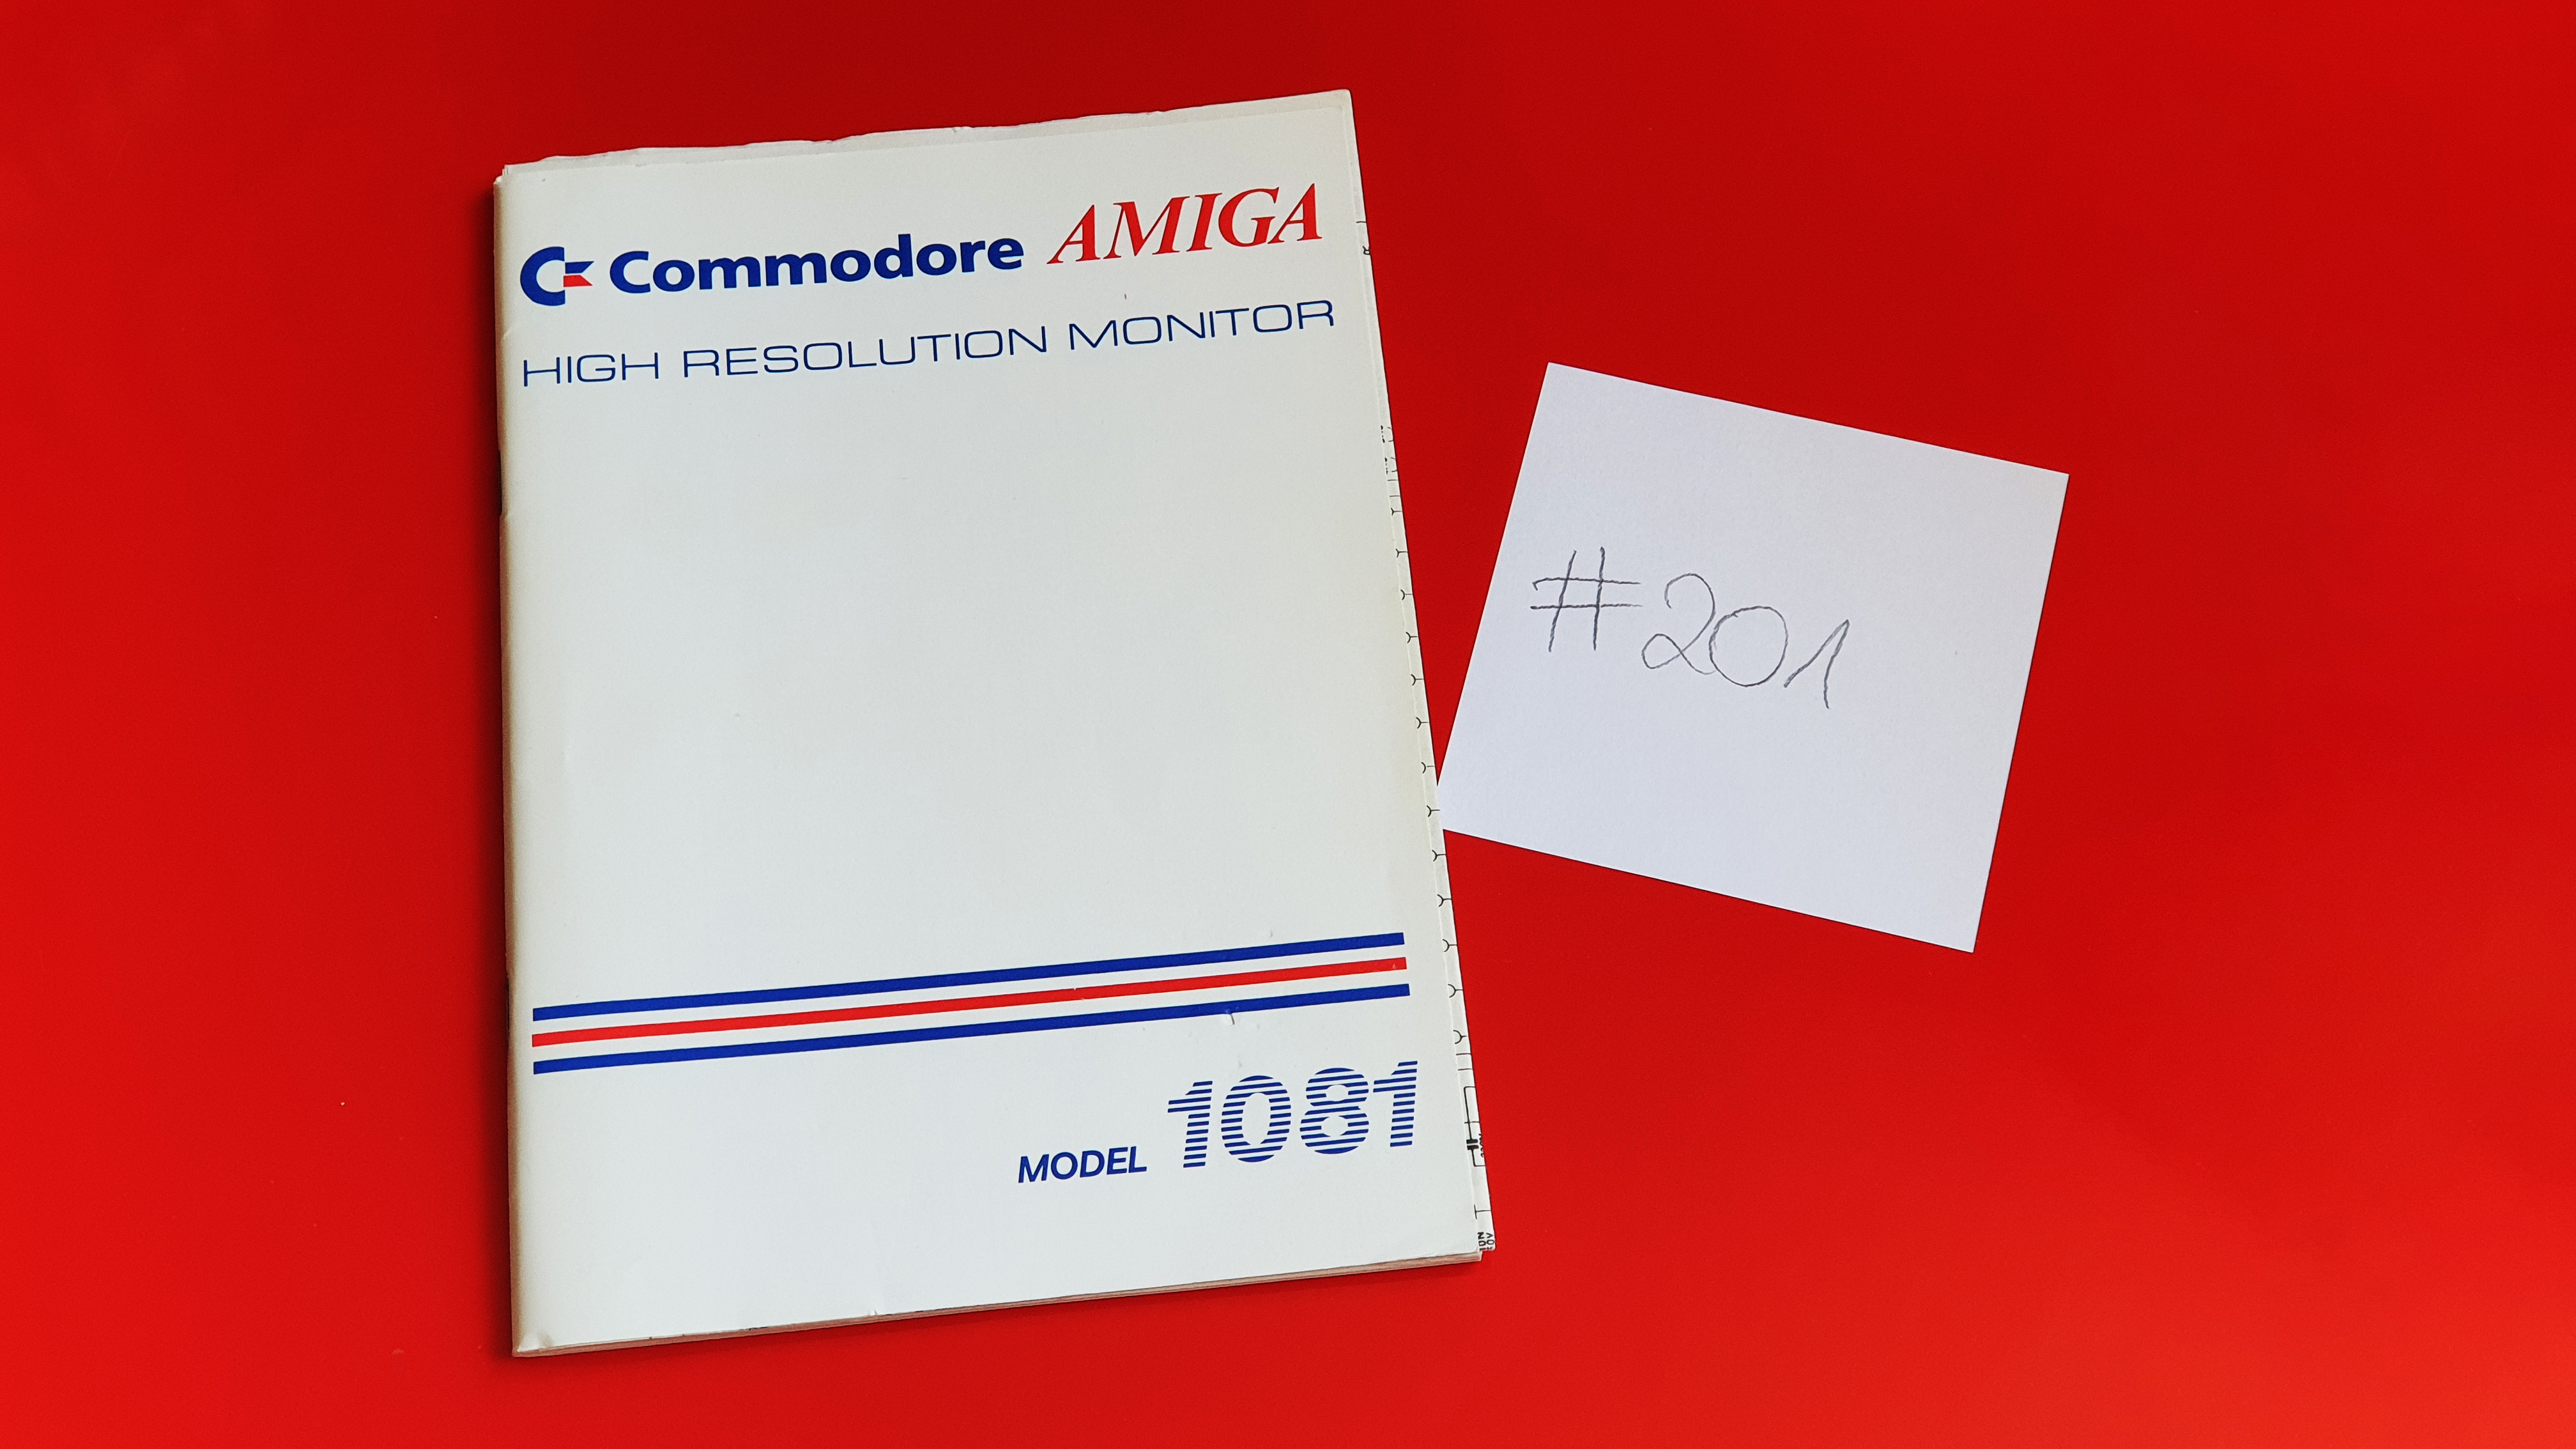 Commodore AMIGA
HIGH RESOLUTION MONITOR
MODEL 1081
#201